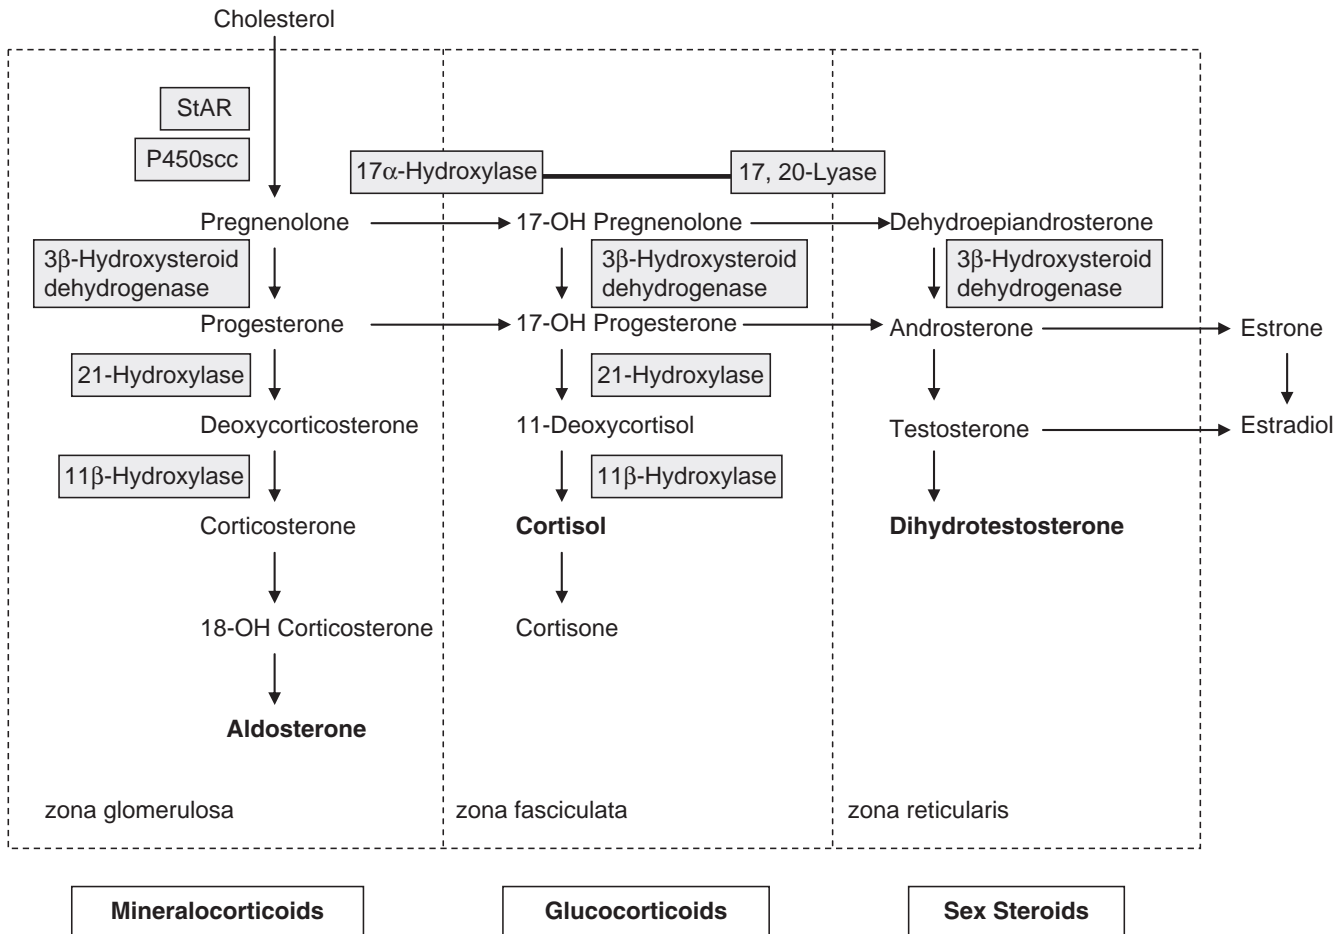 Cholesterol
StAR
P450scc
17α-Hydroxylase
17, 20-Lyase
Pregnenolone
17-OH Pregnenolone
Dehydroepiandrosterone
3β-Hydroxysteroid
dehydrogenase
3β-Hydroxysteroid
dehydrogenase
3β-Hydroxysteroid
dehydrogenase
Progesterone
17-OH Progesterone
Androsterone
Estrone
21-Hydroxylase
21-Hydroxylase
Deoxycorticosterone
11-Deoxycortisol
Testosterone
Estradiol
11β-Hydroxylase
11β-Hydroxylase
Corticosterone
Cortisol
Dihydrotestosterone
18-OH Corticosterone
Cortisone
Aldosterone
zona glomerulosa
zona fasciculata
zona reticularis
Mineralocorticoids
Glucocorticoids
Sex Steroids